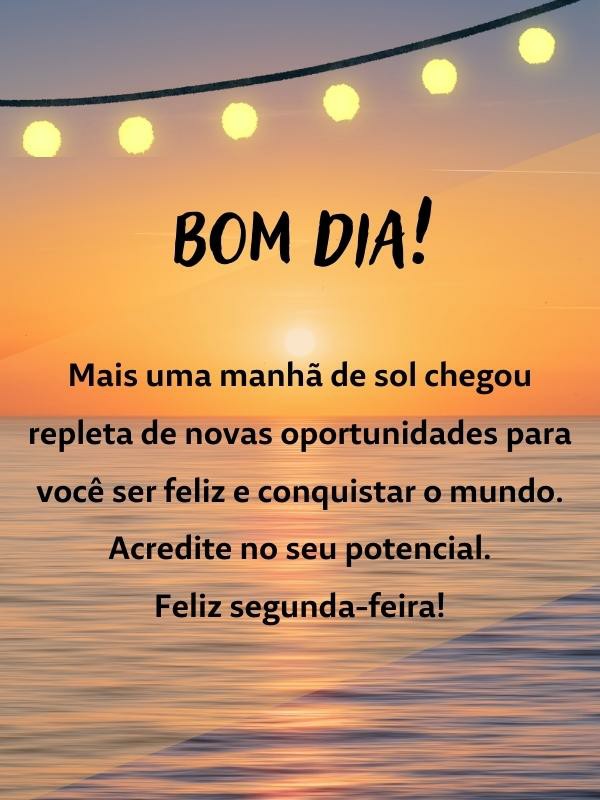 BOM DIA!
Mais uma manhã de sol chegou
repleta de novas oportunidades para
você ser feliz e conquistar o mundo.
Acredite no seu potencial.
Feliz segunda-feira!